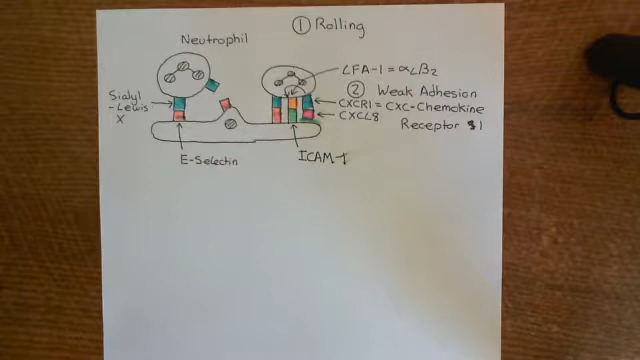 ① Rolling
Neutrophil
LFA-1 = αLβ2
② Weak Adhesion
Sialyl
-Lewis
X
CXCR1 = CXC-Chemokine
Receptor 1
CXCL8
E-Selectin
ICAM-1